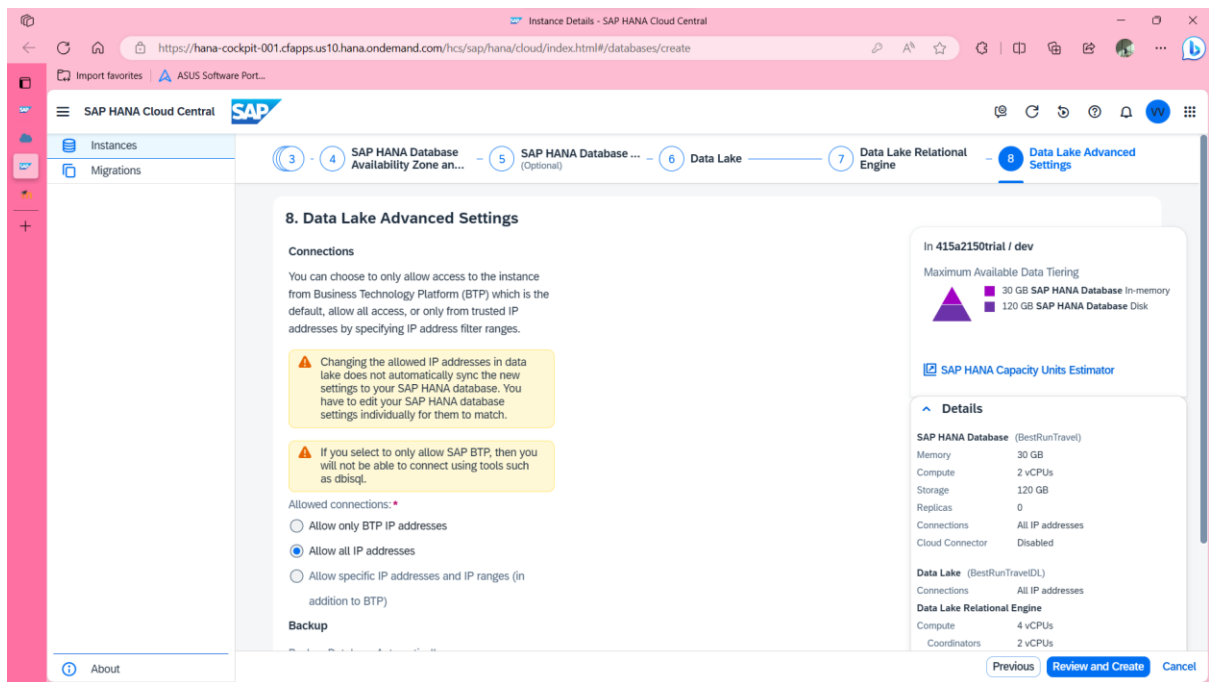 Instance Details - SAP HANA Cloud Central
https://hana-cockpit-001.cfapps.us10.hana.ondemand.com/hcs/sap/hana/cloud/index.html#/databases/create
Import favorites
ASUS Software Port...
SAP HANA Cloud Central
SAP
VV
Instances
Migrations
3 - 4 SAP HANA Database Availability Zone an...
5 SAP HANA Database ... (Optional)
6 Data Lake
7 Data Lake Relational Engine
8 Data Lake Advanced Settings
8. Data Lake Advanced Settings
Connections
You can choose to only allow access to the instance
from Business Technology Platform (BTP) which is the
default, allow all access, or only from trusted IP
addresses by specifying IP address filter ranges.
Changing the allowed IP addresses in data
lake does not automatically sync the new
settings to your SAP HANA database. You
have to edit your SAP HANA database
settings individually for them to match.
If you select to only allow SAP BTP, then you
will not be able to connect using tools such
as dbisql.
Allowed connections:*
Allow only BTP IP addresses
Allow all IP addresses
Allow specific IP addresses and IP ranges (in
addition to BTP)
Backup
In 415a2150trial / dev
Maximum Available Data Tiering
30 GB SAP HANA Database In-memory
120 GB SAP HANA Database Disk
SAP HANA Capacity Units Estimator
Details
SAP HANA Database (BestRunTravel)
Memory 30 GB
Compute 2 vCPUs
Storage 120 GB
Replicas 0
Connections All IP addresses
Cloud Connector Disabled
Data Lake (BestRunTravelDL)
Connections All IP addresses
Data Lake Relational Engine
Compute 4 vCPUs
Coordinators 2 vCPUs
About
Previous
Review and Create
Cancel